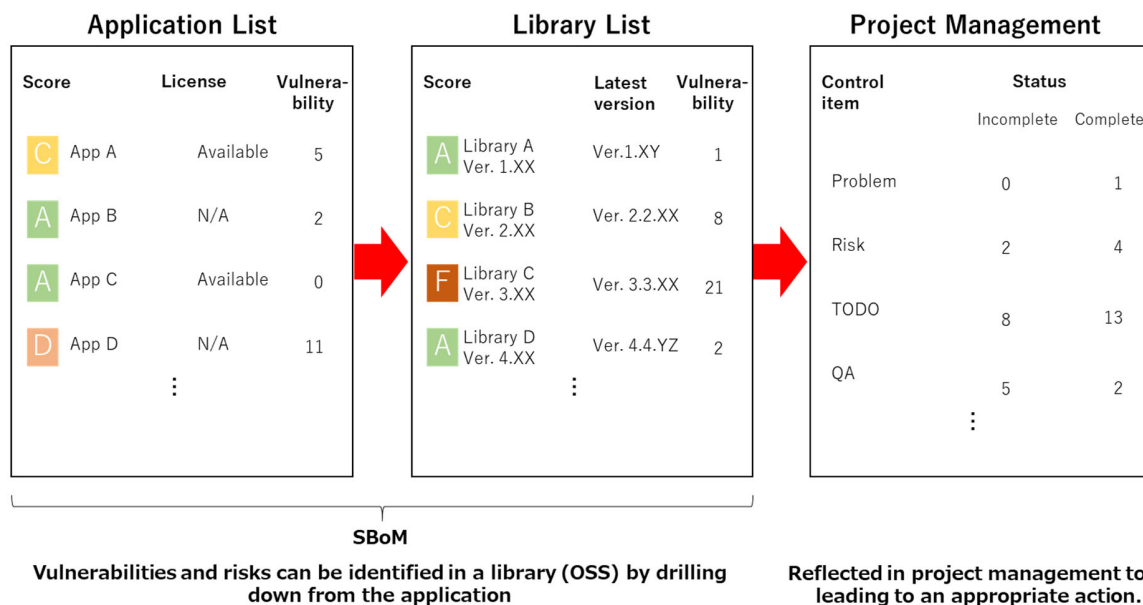 Application List
Score License Vulnera-
bility
C App A Available 5
A App B N/A 2
A App C Available 0
D App D N/A 11
⋮
Library List
Score Latest
version Vulnera-
bility
A Library A
Ver. 1.XX Ver.1.XY 1
C Library B
Ver. 2.XX Ver. 2.2.XX 8
F Library C
Ver. 3.XX Ver. 3.3.XX 21
A Library D
Ver. 4.XX Ver. 4.4.YZ 2
⋮
Project Management
Control
item Status
Incomplete Complete
Problem 0 1
Risk 2 4
TODO 8 13
QA 5 2
⋮
SBoM
Vulnerabilities and risks can be identified in a library (OSS) by drilling
down from the application
Reflected in project management to
leading to an appropriate action.